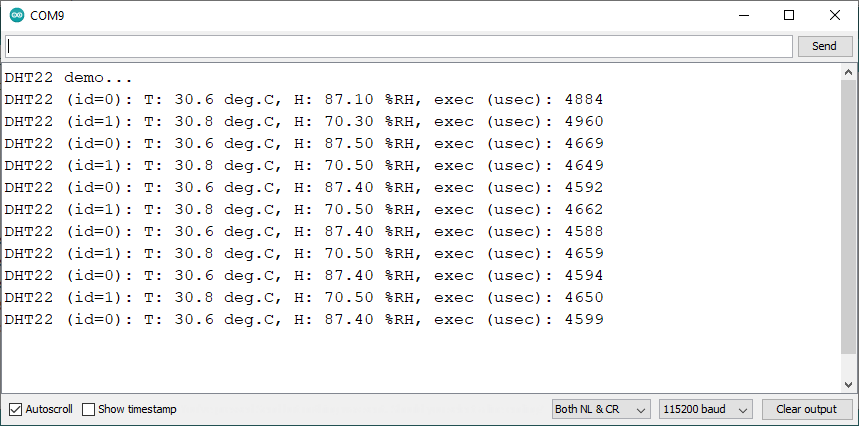 COM9
Send
DHT22 demo...
DHT22 (id=0): T: 30.6 deg.C, H: 87.10 %RH, exec (usec): 4884
DHT22 (id=1): T: 30.8 deg.C, H: 70.30 %RH, exec (usec): 4960
DHT22 (id=0): T: 30.6 deg.C, H: 87.50 %RH, exec (usec): 4669
DHT22 (id=1): T: 30.8 deg.C, H: 70.50 %RH, exec (usec): 4649
DHT22 (id=0): T: 30.6 deg.C, H: 87.40 %RH, exec (usec): 4592
DHT22 (id=1): T: 30.8 deg.C, H: 70.50 %RH, exec (usec): 4662
DHT22 (id=0): T: 30.6 deg.C, H: 87.40 %RH, exec (usec): 4588
DHT22 (id=1): T: 30.8 deg.C, H: 70.50 %RH, exec (usec): 4659
DHT22 (id=0): T: 30.6 deg.C, H: 87.40 %RH, exec (usec): 4594
DHT22 (id=1): T: 30.8 deg.C, H: 70.50 %RH, exec (usec): 4650
DHT22 (id=0): T: 30.6 deg.C, H: 87.40 %RH, exec (usec): 4599
Autoscroll Show timestamp Both NL & CR 115200 baud Clear output